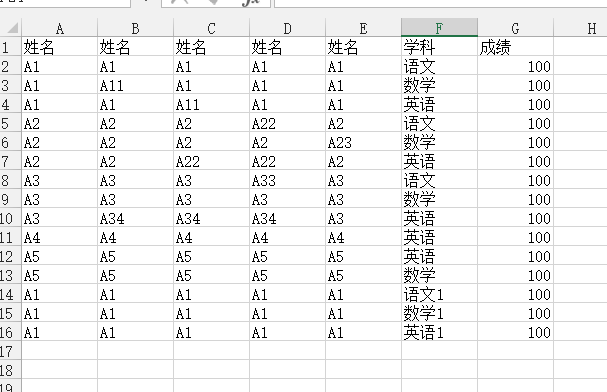 fx
A B C D E F G H
1 姓名 姓名 姓名 姓名 姓名 学科 成绩
2 A1 A1 A1 A1 A1 语文 100
3 A1 A11 A1 A1 A1 数学 100
4 A1 A1 A11 A1 A1 英语 100
5 A2 A2 A2 A22 A2 语文 100
6 A2 A2 A2 A2 A23 数学 100
7 A2 A2 A22 A22 A2 英语 100
8 A3 A3 A3 A33 A3 语文 100
9 A3 A3 A3 A3 A3 数学 100
10 A3 A34 A34 A34 A3 英语 100
11 A4 A4 A4 A4 A4 英语 100
12 A5 A5 A5 A5 A5 英语 100
13 A5 A5 A5 A5 A5 数学 100
14 A1 A1 A1 A1 A1 语文1 100
15 A1 A1 A1 A1 A1 数学1 100
16 A1 A1 A1 A1 A1 英语1 100
17
18
19